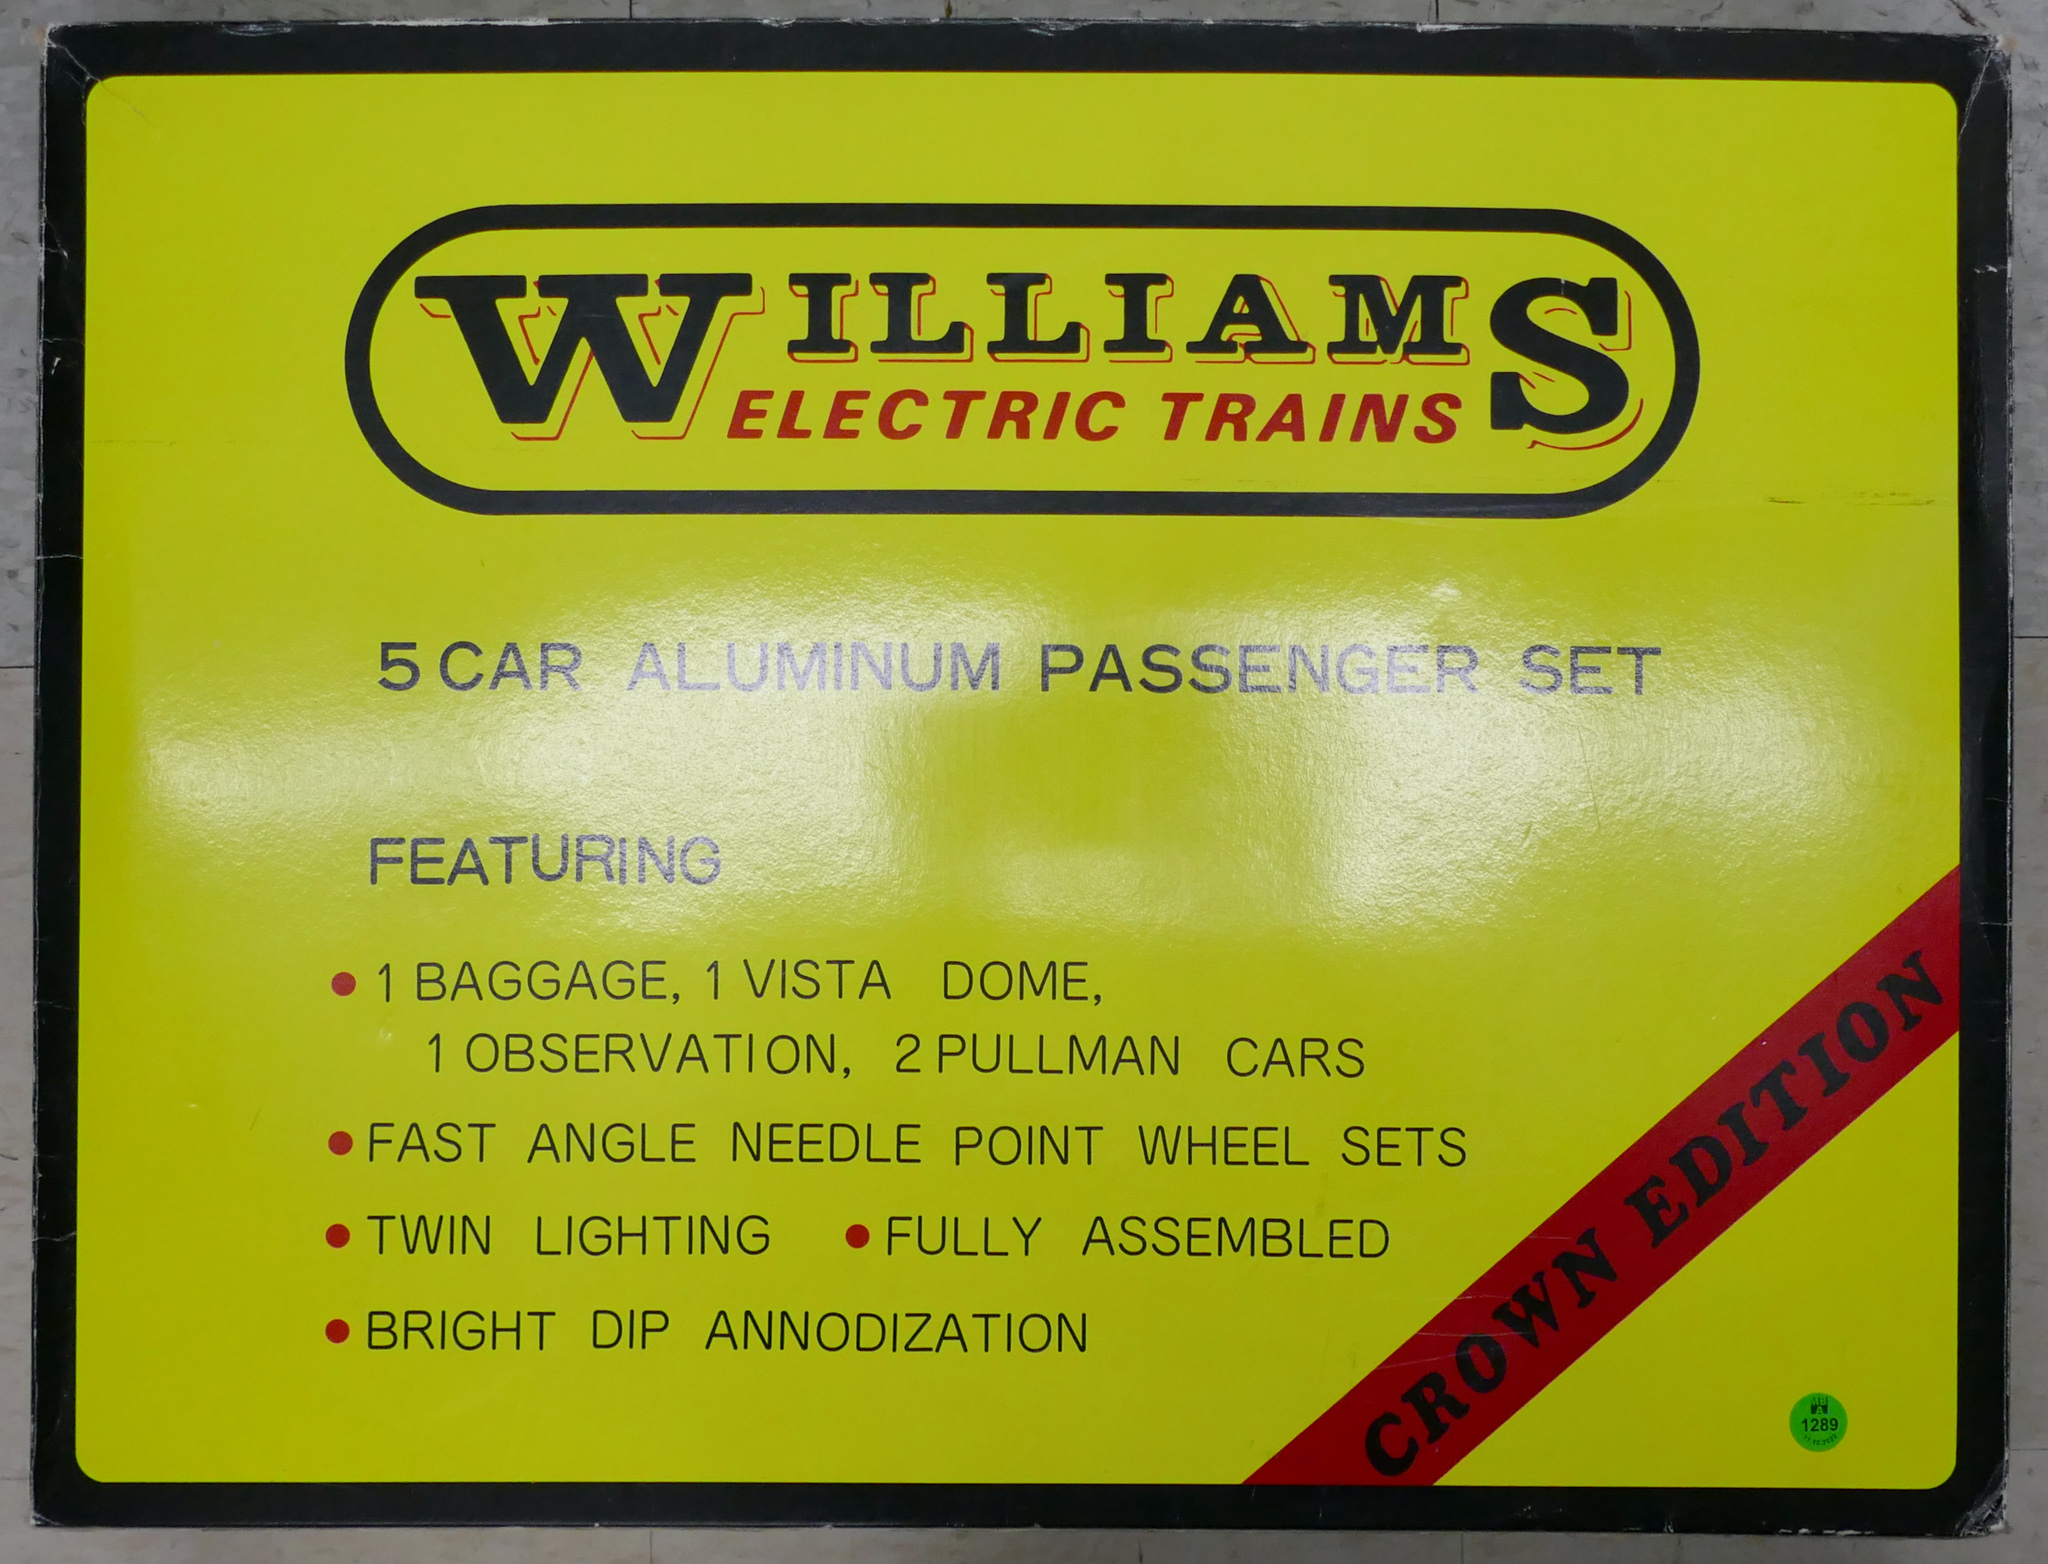 WILLIAMS
ELECTRIC TRAINS
5 CAR ALUMINUM PASSENGER SET
FEATURING
• 1 BAGGAGE, 1 VISTA DOME,
1 OBSERVATION, 2 PULLMAN CARS
• FAST ANGLE NEEDLE POINT WHEEL SETS
• TWIN LIGHTING • FULLY ASSEMBLED
• BRIGHT DIP ANNODIZATION
CROWN EDITION
1289